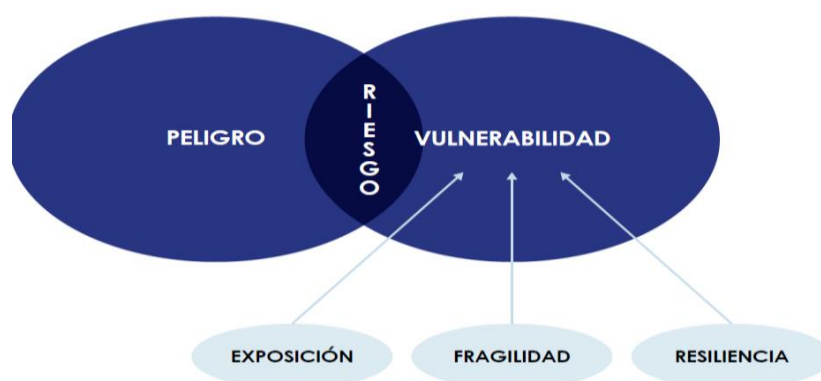 PELIGRO
RIESGO
VULNERABILIDAD
EXPOSICIÓN
FRAGILIDAD
RESILIENCIA